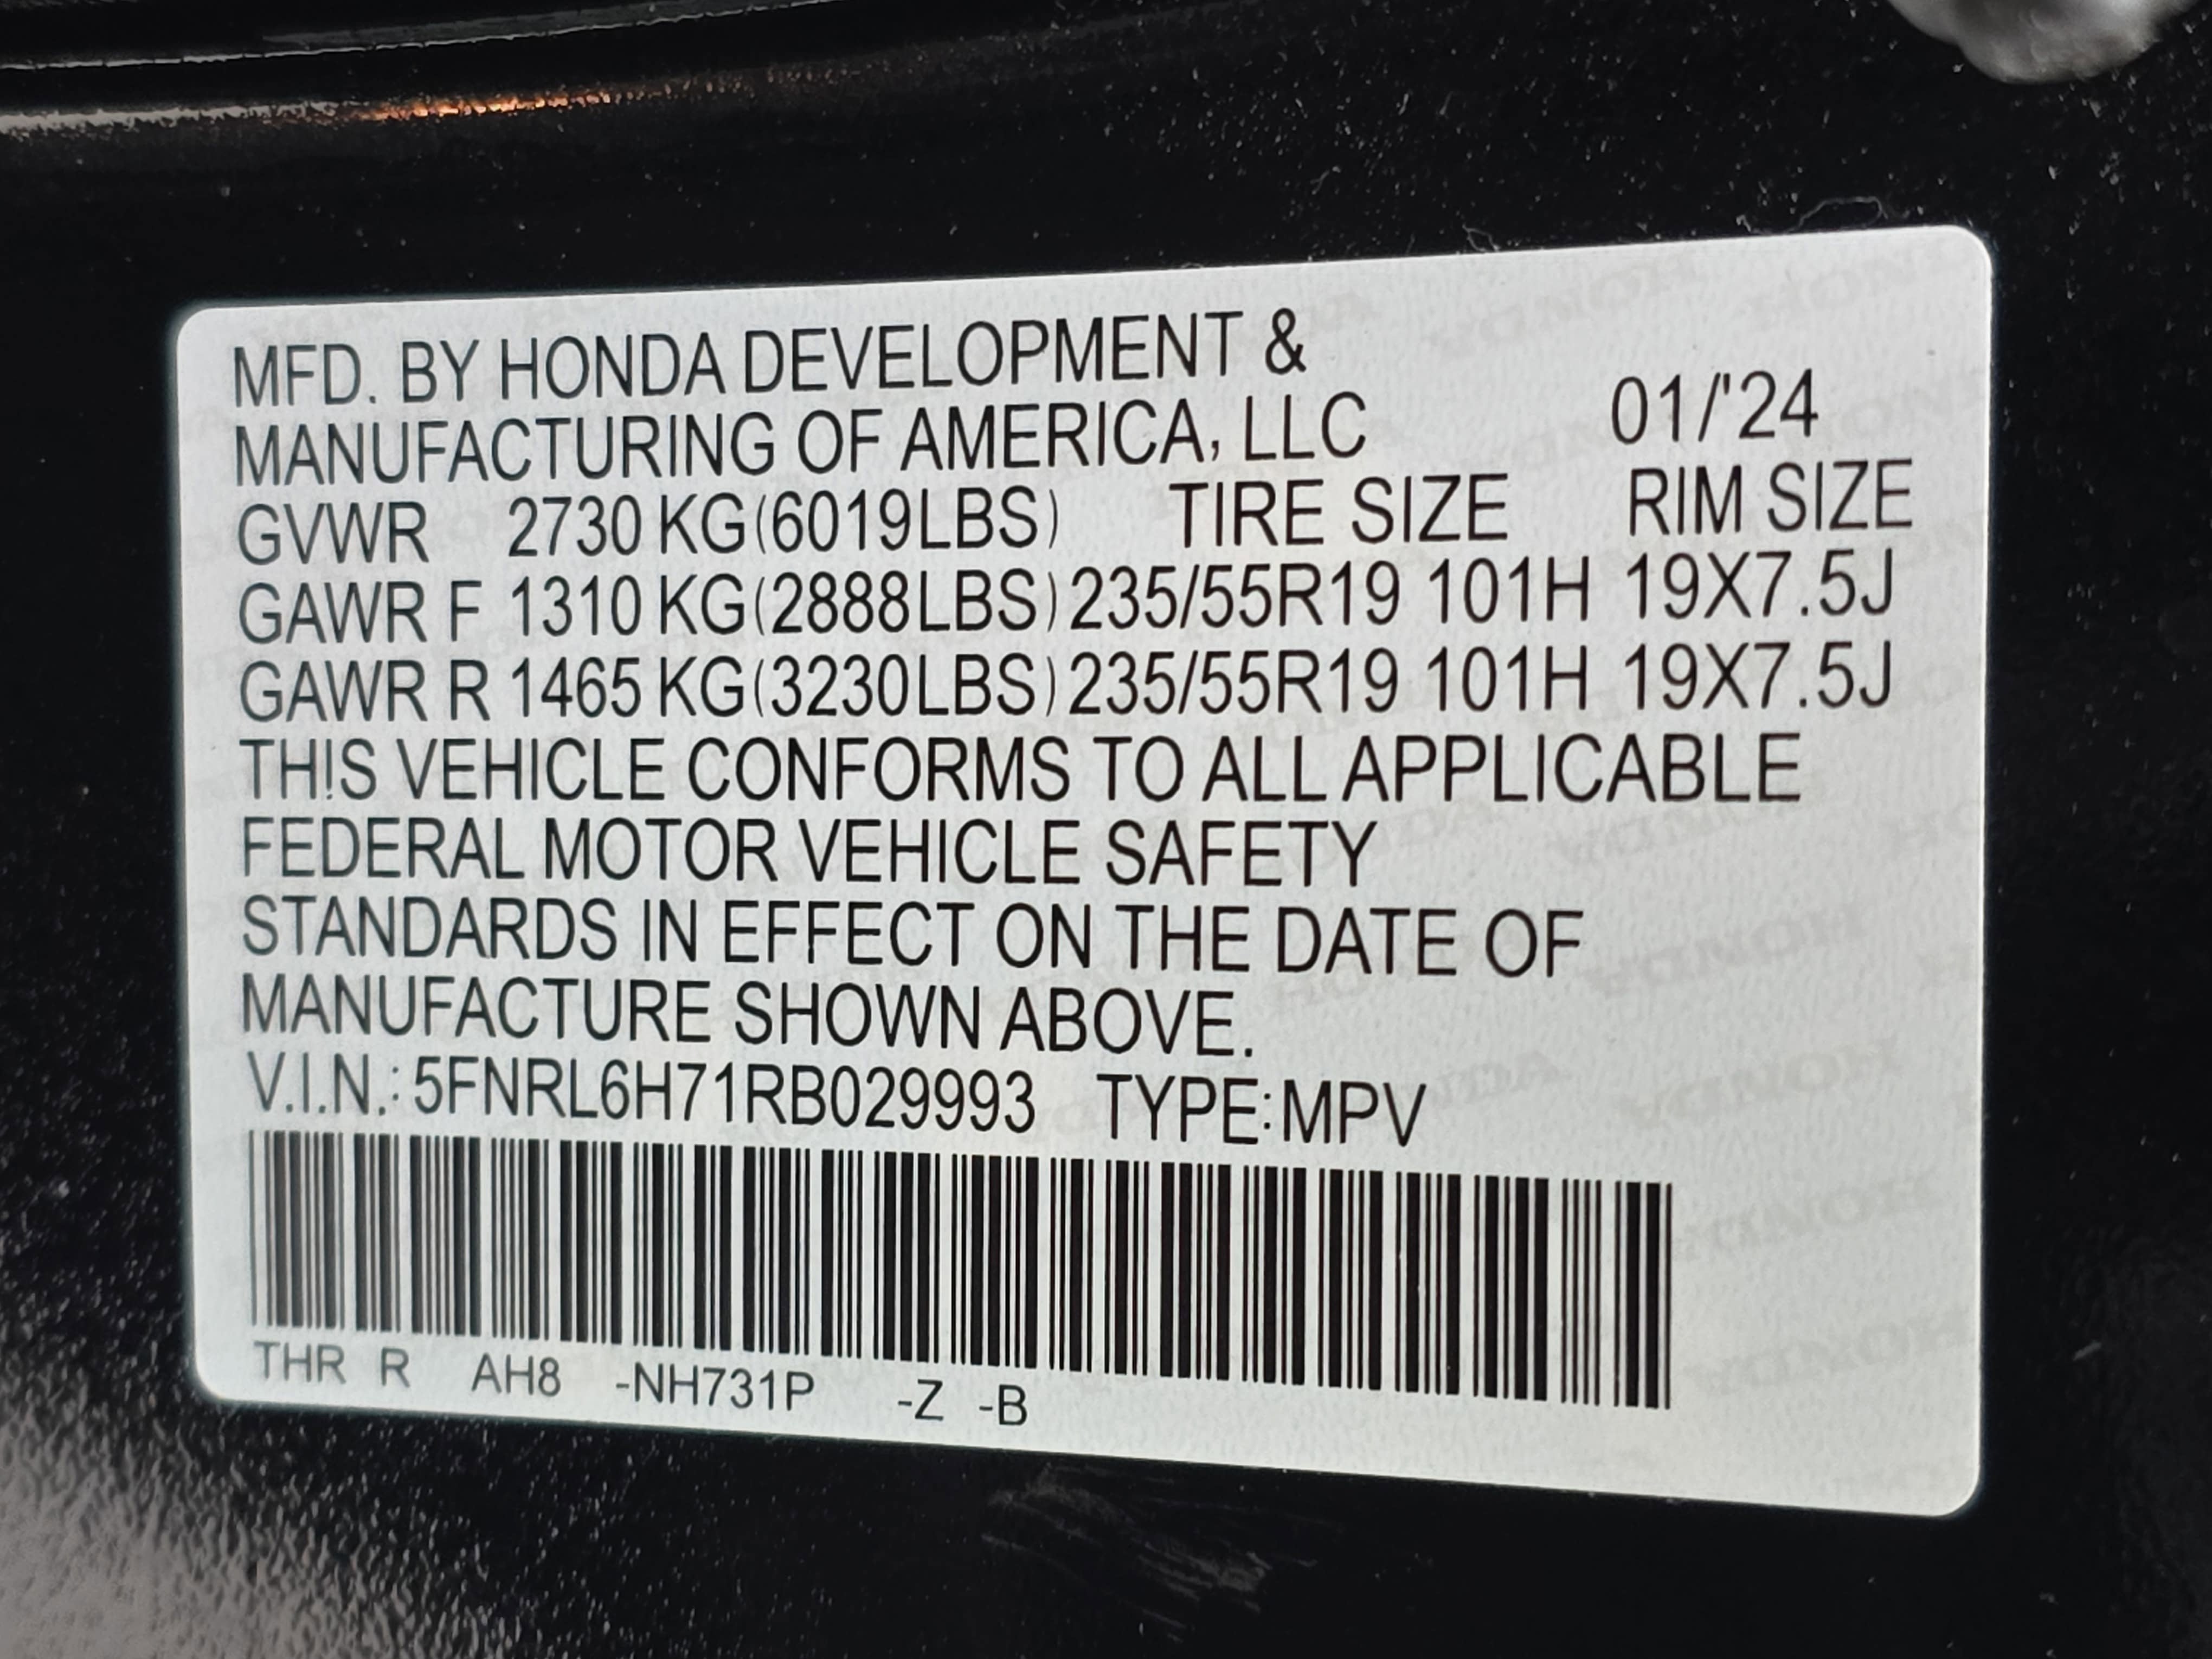 MFD. BY HONDA DEVELOPMENT &
MANUFACTURING OF AMERICA, LLC 01/'24
GVWR 2730 KG(6019LBS) TIRE SIZE RIM SIZE
GAWR F 1310 KG(2888LBS) 235/55R19 101H 19X7.5J
GAWR R 1465 KG(3230LBS) 235/55R19 101H 19X7.5J
THIS VEHICLE CONFORMS TO ALL APPLICABLE
FEDERAL MOTOR VEHICLE SAFETY
STANDARDS IN EFFECT ON THE DATE OF
MANUFACTURE SHOWN ABOVE.
V.I.N.: 5FNRL6H71RB029993 TYPE:MPV
THR R AH8 -NH731P -Z -B